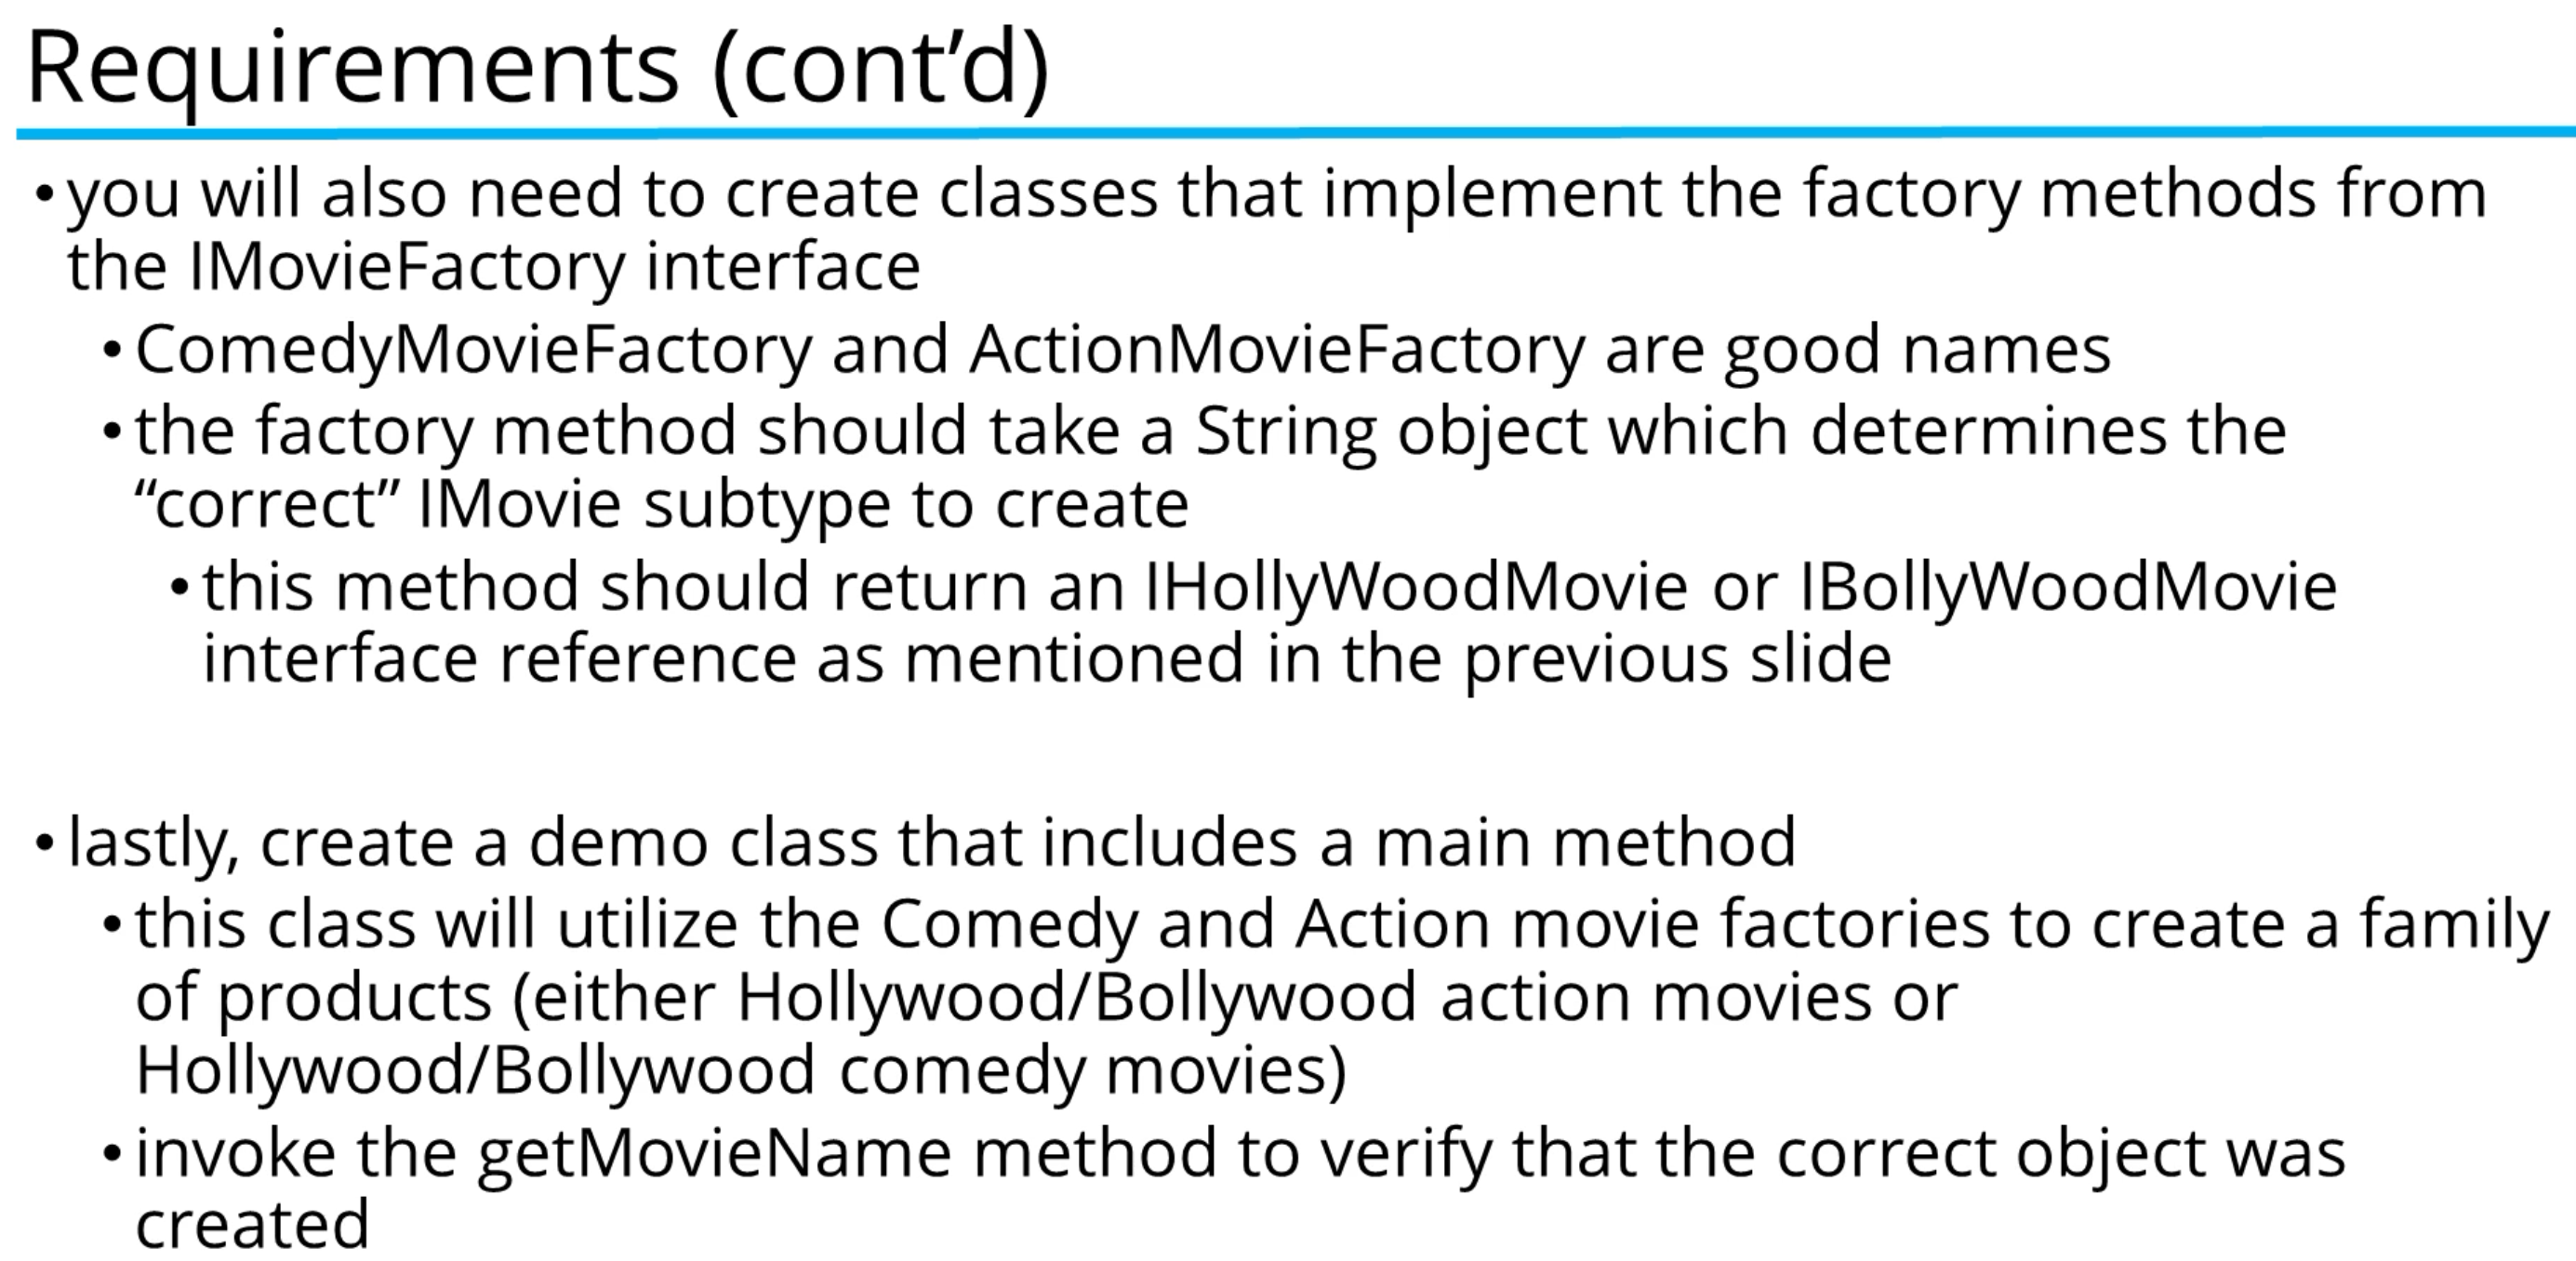 Requirements (cont’d)
•you will also need to create classes that implement the factory methods from
the IMovieFactory interface
•ComedyMovieFactory and ActionMovieFactory are good names
•the factory method should take a String object which determines the
“correct” IMovie subtype to create
•this method should return an IHollyWoodMovie or IBollyWoodMovie
interface reference as mentioned in the previous slide
•lastly, create a demo class that includes a main method
•this class will utilize the Comedy and Action movie factories to create a family
of products (either Hollywood/Bollywood action movies or
Hollywood/Bollywood comedy movies)
•invoke the getMovieName method to verify that the correct object was
created